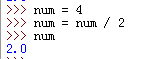 >>> num = 4
>>> num = num / 2
>>> num
2.0